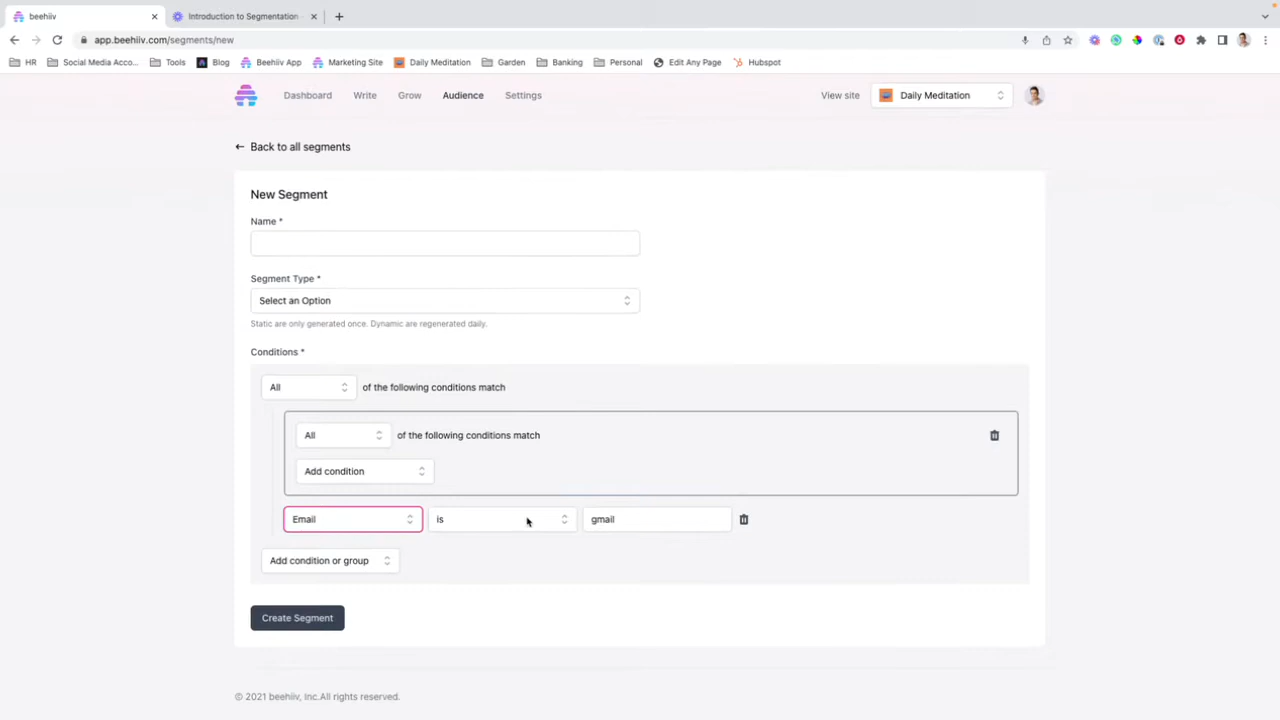 beehiiv
Introduction to Segmentation
app.beehiiv.com/segments/new
HR Social Media Acco... Tools Blog Beehiiv App Marketing Site Daily Meditation Garden Banking Personal Edit Any Page Hubspot
Dashboard Write Grow Audience Settings View site Daily Meditation
← Back to all segments
New Segment
Name *
Segment Type *
Select an Option
Static are only generated once. Dynamic are regenerated daily.
Conditions *
All of the following conditions match
All of the following conditions match
Add condition
Email is gmail
Add condition or group
Create Segment
© 2021 beehiiv, Inc.All rights reserved.